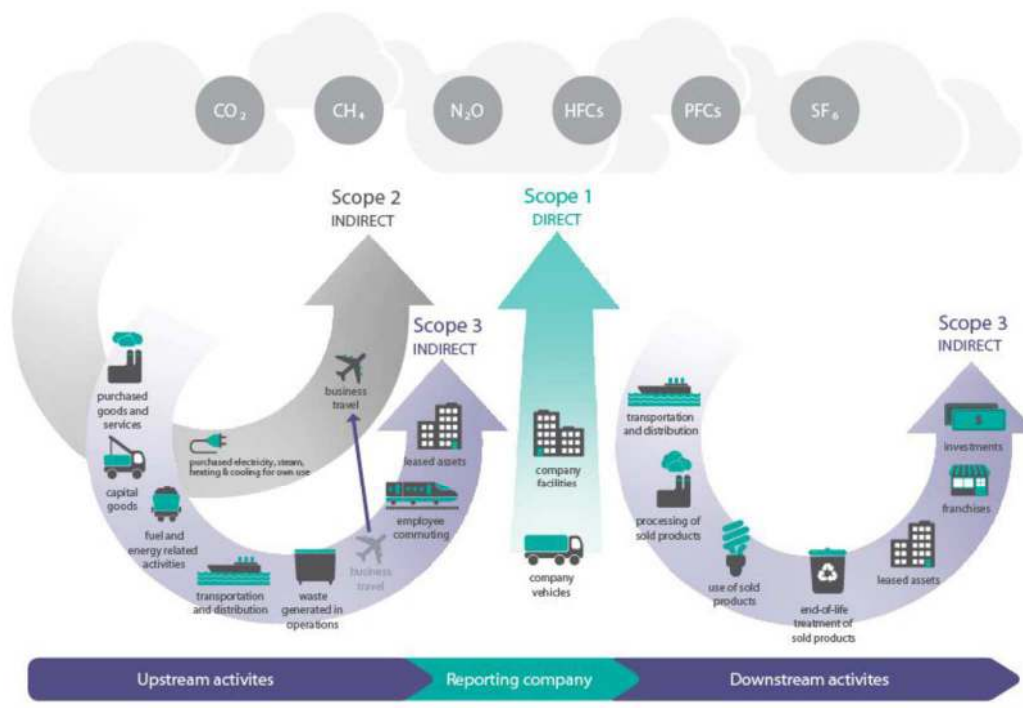 CO₂
CH₄
N₂O
HFCs
PFCs
SF₆
Scope 2
INDIRECT
Scope 1
DIRECT
Scope 3
INDIRECT
Scope 3
INDIRECT
purchased
goods and
services
capital
goods
fuel and
energy related
activities
transportation
and distribution
waste
generated in
operations
business
travel
purchased electricity, steam,
heating & cooling for own use
business
travel
employee
commuting
leased assets
company
facilities
company
vehicles
transportation
and distribution
processing of
sold products
use of sold
products
end-of-life
treatment of
sold products
leased assets
franchises
$
investments
Upstream activites
Reporting company
Downstream activites